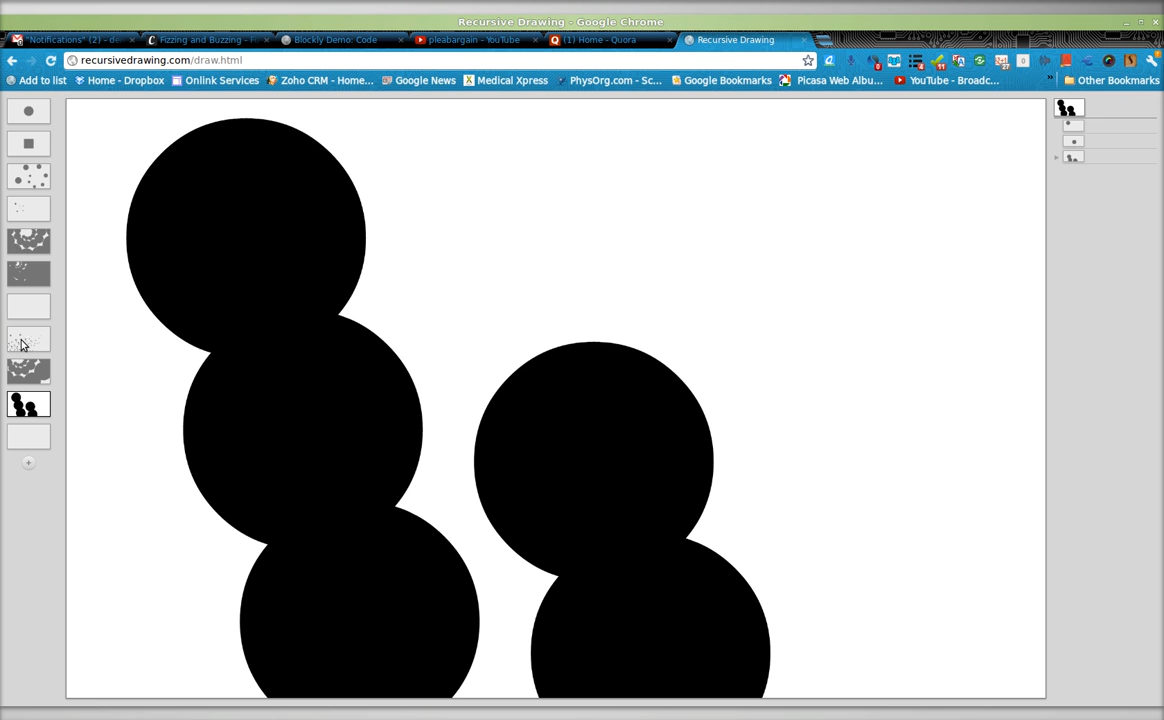 Recursive Drawing - Google Chrome
"Notifications" (2) - d
Fizzing and Buzzing - F
Blockly Demo: Code
pleabargain - YouTube
(1) Home - Quora
Recursive Drawing
recursivedrawing.com/draw.html
Add to list
Home - Dropbox
Onlink Services
Zoho CRM - Home...
Google News
Medical Xpress
PhysOrg.com - Sc...
Google Bookmarks
Picasa Web Albu...
YouTube - Broadc...
»
Other Bookmarks